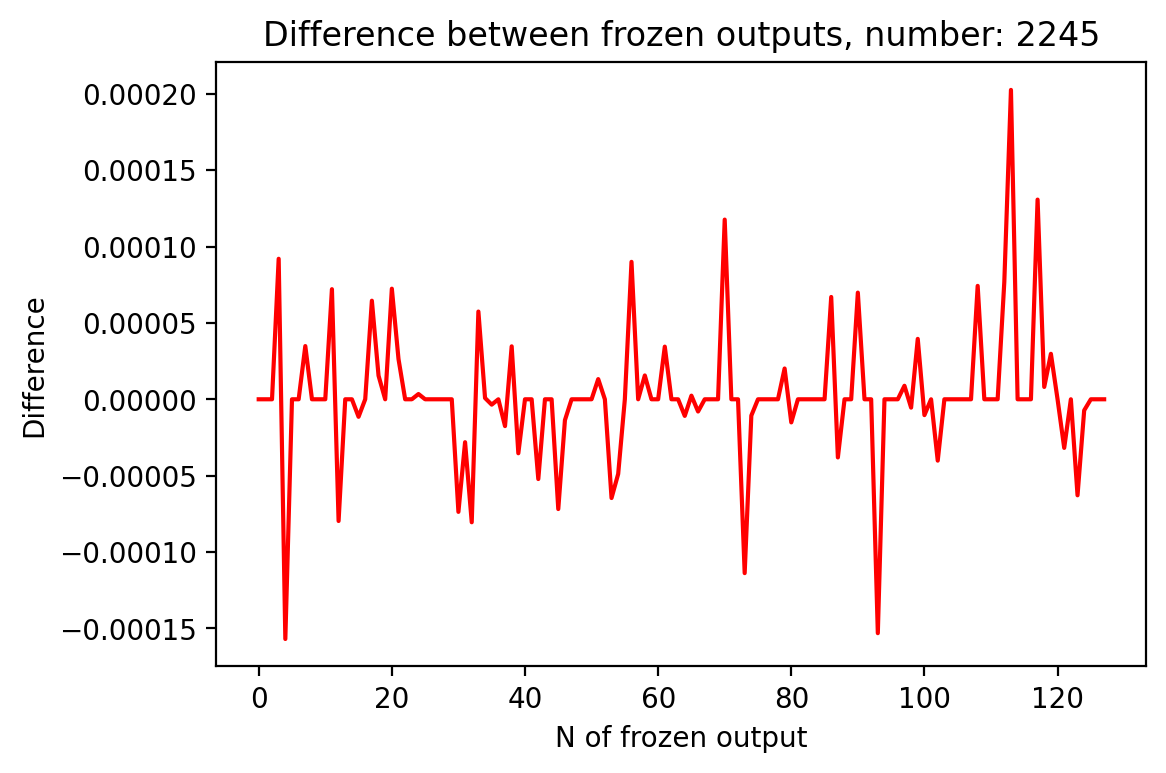 Difference between frozen outputs, number: 2245
0.00020
0.00015
0.00010
0.00005
0.00000
−0.00005
−0.00010
−0.00015
Difference
0 20 40 60 80 100 120
N of frozen output